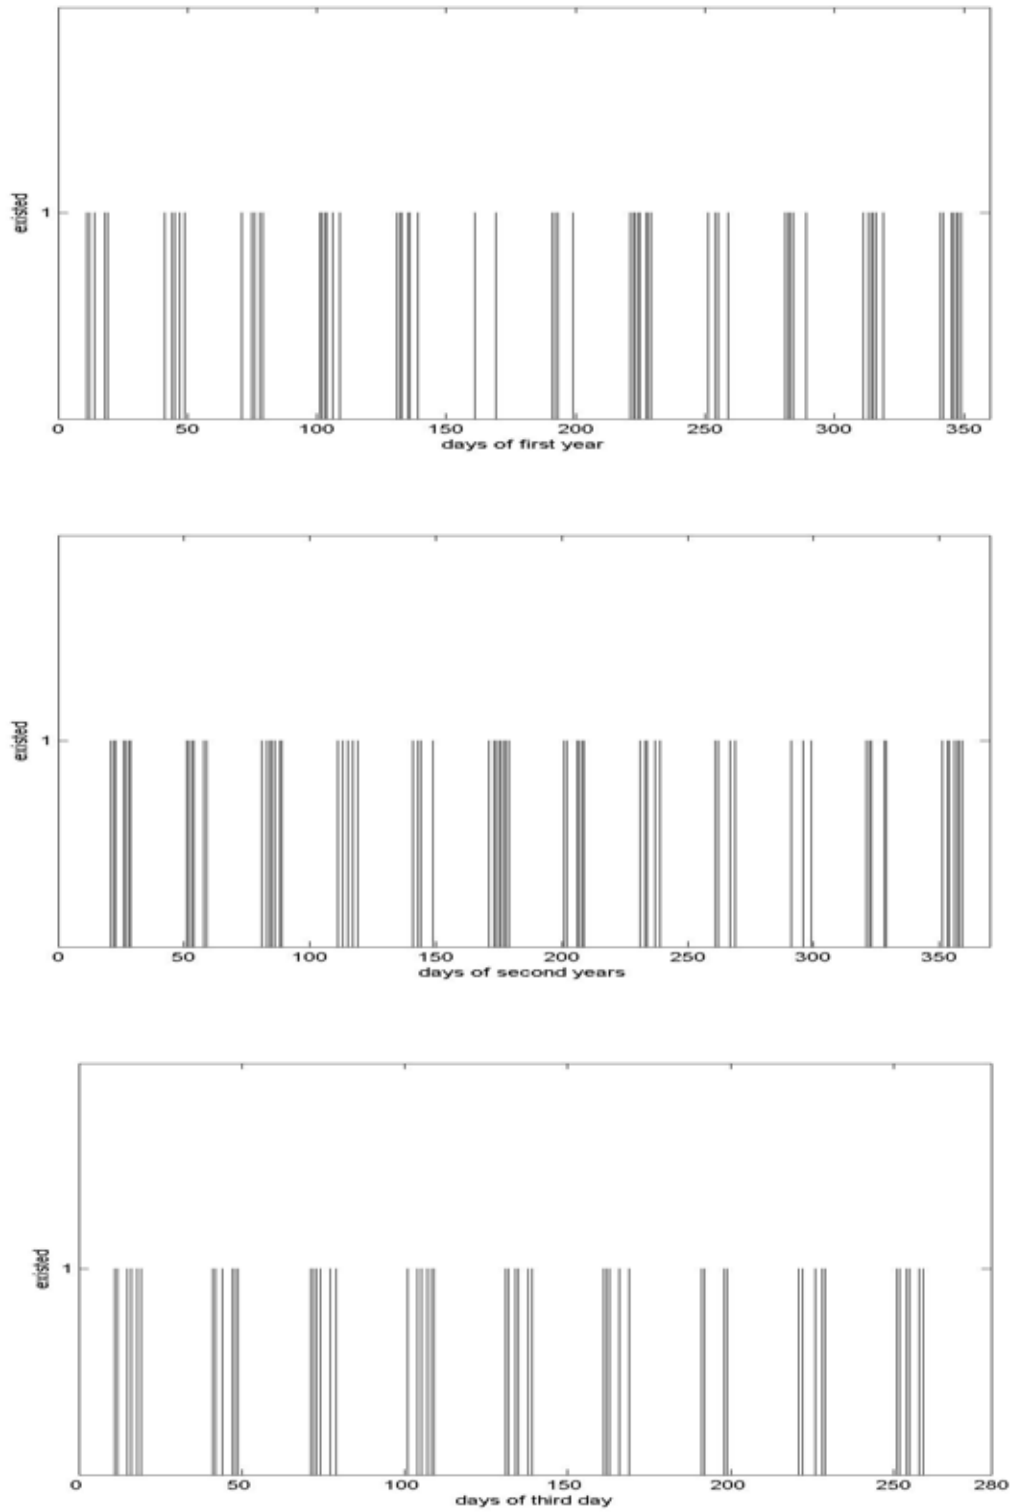 existed
1
0 50 100 150 200 250 300 350
days of first year
existed
1
0 50 100 150 200 250 300 350
days of second years
existed
1
0 50 100 150 200 250 280
days of third day